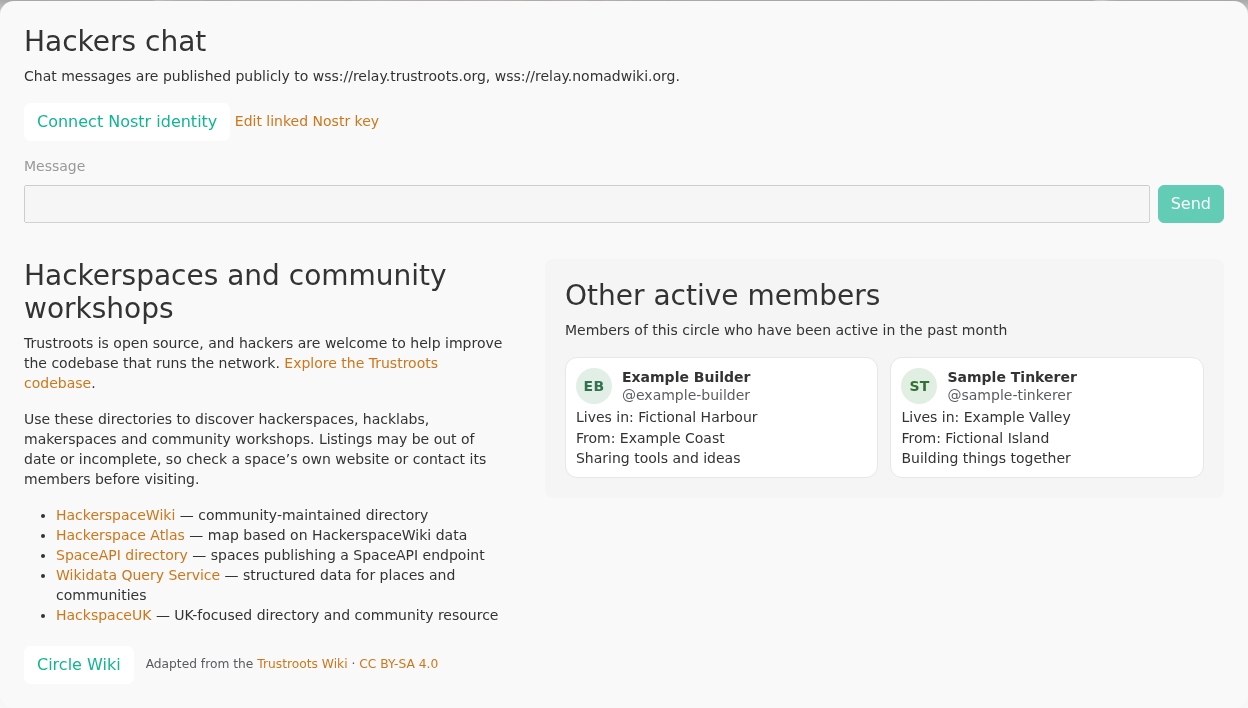 Hackers chat
Chat messages are published publicly to wss://relay.trustroots.org, wss://relay.nomadwiki.org.
Connect Nostr identity Edit linked Nostr key
Message
Send
Hackerspaces and community
workshops
Trustroots is open source, and hackers are welcome to help improve
the codebase that runs the network. Explore the Trustroots
codebase.
Use these directories to discover hackerspaces, hacklabs,
makerspaces and community workshops. Listings may be out of
date or incomplete, so check a space’s own website or contact its
members before visiting.
• HackerspaceWiki — community-maintained directory
• Hackerspace Atlas — map based on HackerspaceWiki data
• SpaceAPI directory — spaces publishing a SpaceAPI endpoint
• Wikidata Query Service — structured data for places and
communities
• HackspaceUK — UK-focused directory and community resource
Circle Wiki Adapted from the Trustroots Wiki · CC BY-SA 4.0
Other active members
Members of this circle who have been active in the past month
EB
Example Builder
@example-builder
Lives in: Fictional Harbour
From: Example Coast
Sharing tools and ideas
ST
Sample Tinkerer
@sample-tinkerer
Lives in: Example Valley
From: Fictional Island
Building things together